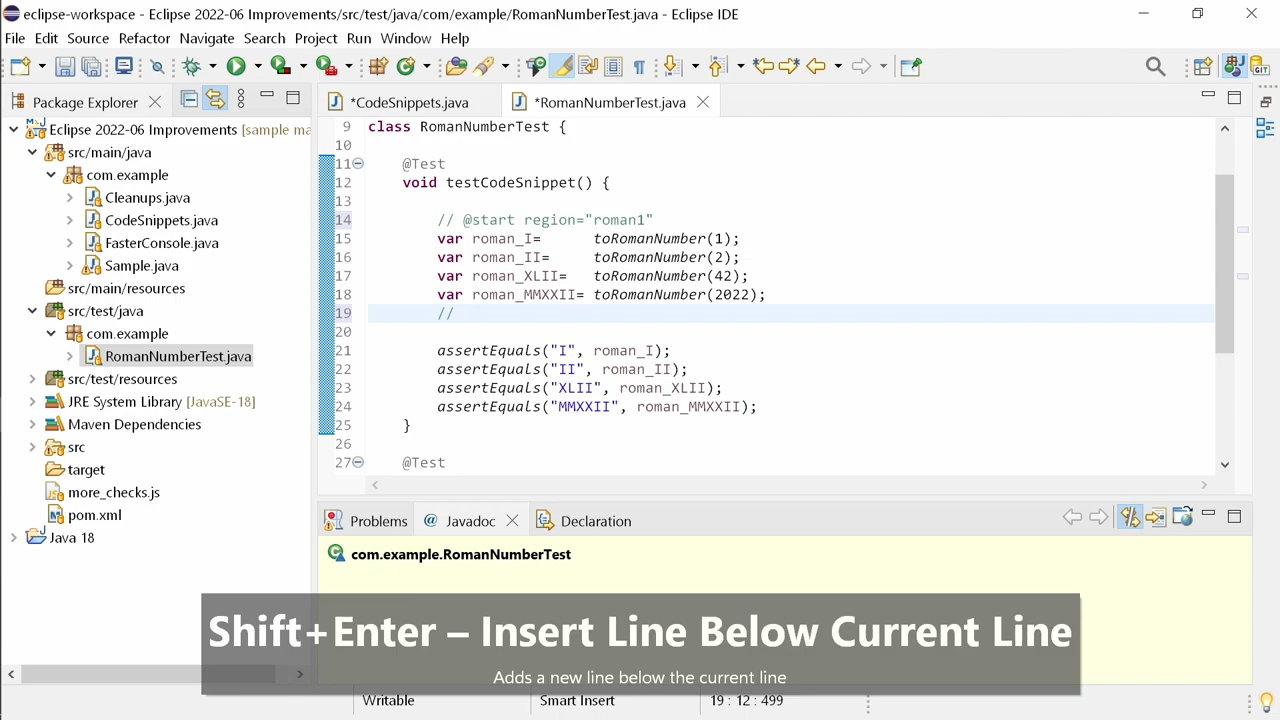 eclipse-workspace - Eclipse 2022-06 Improvements/src/test/java/com/example/RomanNumberTest.java - Eclipse IDE
File Edit Source Refactor Navigate Search Project Run Window Help
Package Explorer
Eclipse 2022-06 Improvements [sample ma
src/main/java
com.example
Cleanups.java
CodeSnippets.java
FasterConsole.java
Sample.java
src/main/resources
src/test/java
com.example
RomanNumberTest.java
src/test/resources
JRE System Library [JavaSE-18]
Maven Dependencies
src
target
more_checks.js
pom.xml
Java 18
*CodeSnippets.java *RomanNumberTest.java
9 class RomanNumberTest {
10
11 @Test
12 void testCodeSnippet() {
13
14 // @start region="roman1"
15 var roman_I= toRomanNumber(1);
16 var roman_II= toRomanNumber(2);
17 var roman_XLII= toRomanNumber(42);
18 var roman_MMXXII= toRomanNumber(2022);
19 //
20
21 assertEquals("I", roman_I);
22 assertEquals("II", roman_II);
23 assertEquals("XLII", roman_XLII);
24 assertEquals("MMXXII", roman_MMXXII);
25 }
26
27 @Test
Problems @ Javadoc Declaration
com.example.RomanNumberTest
Shift+Enter – Insert Line Below Current Line
Adds a new line below the current line
Writable Smart Insert 19 : 12 : 499